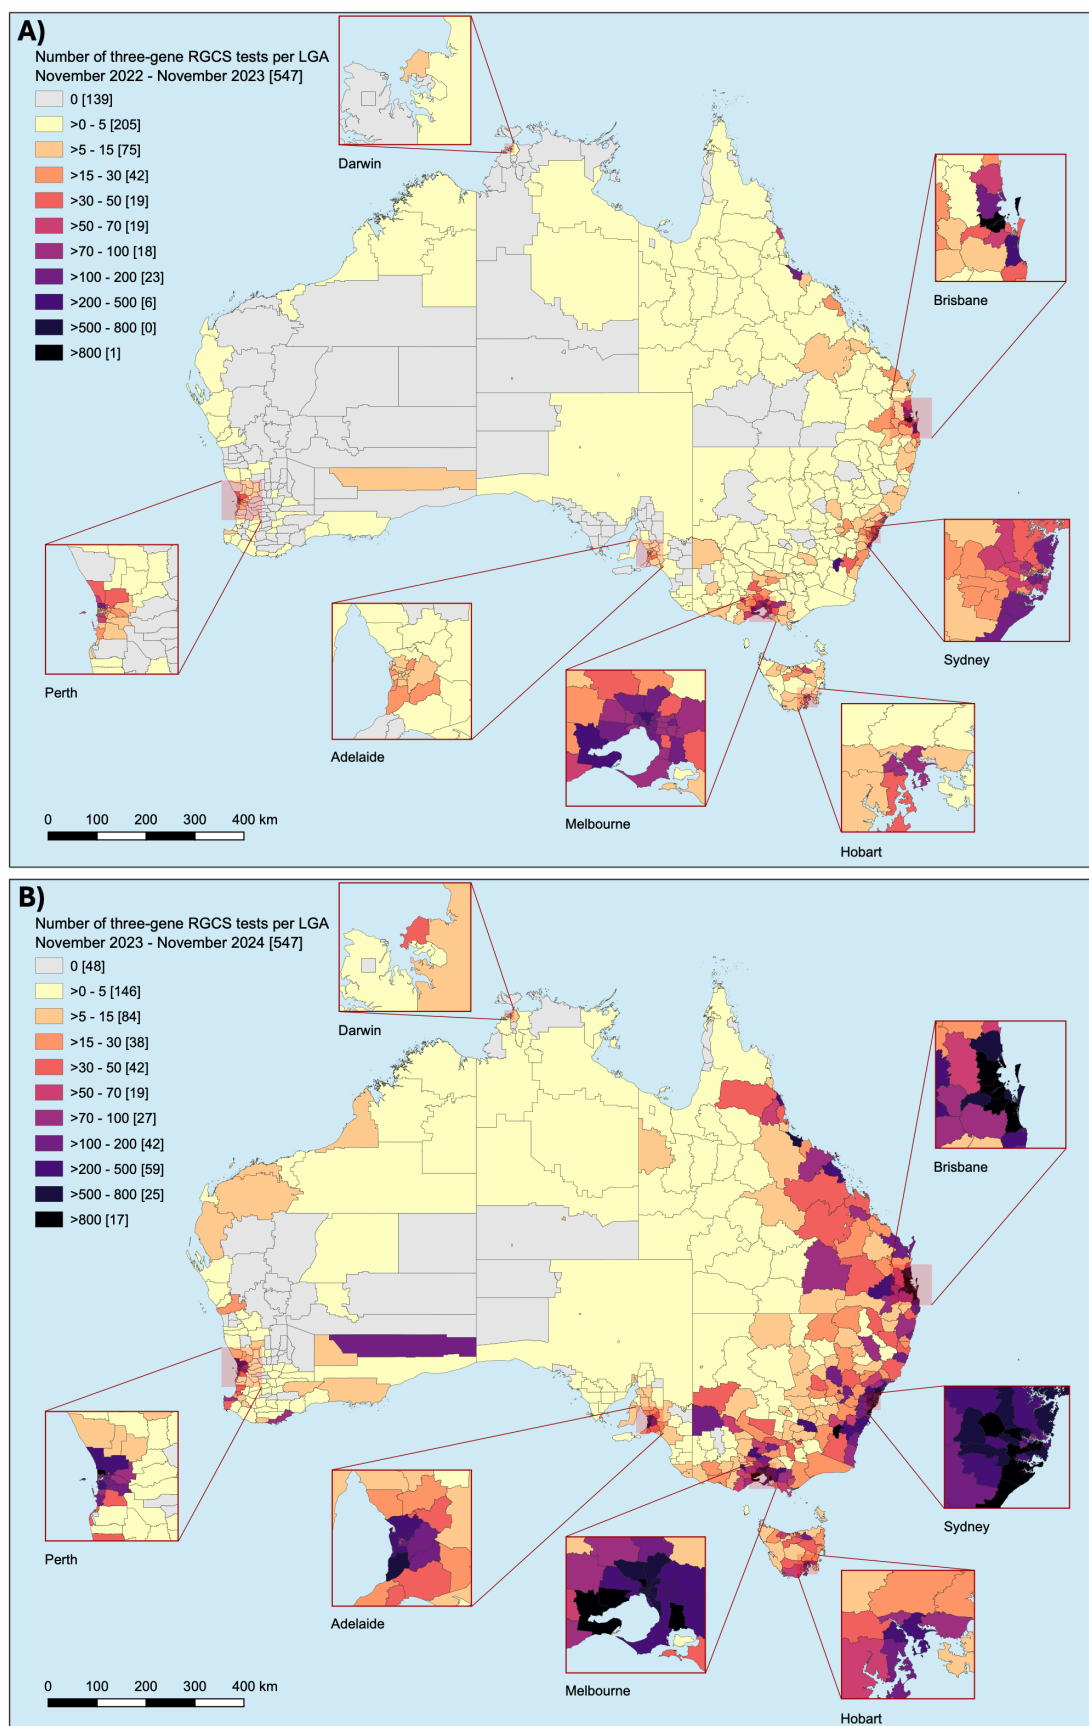 A)
Number of three-gene RGCS tests per LGA
November 2022 - November 2023 [547]
0 [139]
>0 - 5 [205]
>5 - 15 [75]
>15 - 30 [42]
>30 - 50 [19]
>50 - 70 [19]
>70 - 100 [18]
>100 - 200 [23]
>200 - 500 [6]
>500 - 800 [0]
>800 [1]
Darwin
Brisbane
Perth
Adelaide
Sydney
Melbourne
Hobart
0 100 200 300 400 km
B)
Number of three-gene RGCS tests per LGA
November 2023 - November 2024 [547]
0 [48]
>0 - 5 [146]
>5 - 15 [84]
>15 - 30 [38]
>30 - 50 [42]
>50 - 70 [19]
>70 - 100 [27]
>100 - 200 [42]
>200 - 500 [59]
>500 - 800 [25]
>800 [17]
Darwin
Brisbane
Perth
Adelaide
Sydney
Melbourne
Hobart
0 100 200 300 400 km